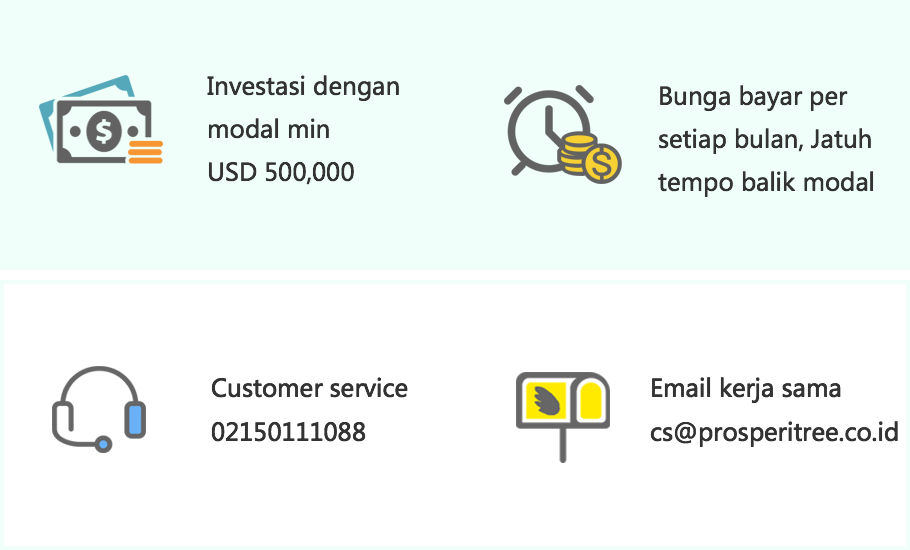 Investasi dengan
modal min
USD 500,000
Bunga bayar per
setiap bulan, Jatuh
tempo balik modal
Customer service
02150111088
Email kerja sama
cs@prosperitree.co.id